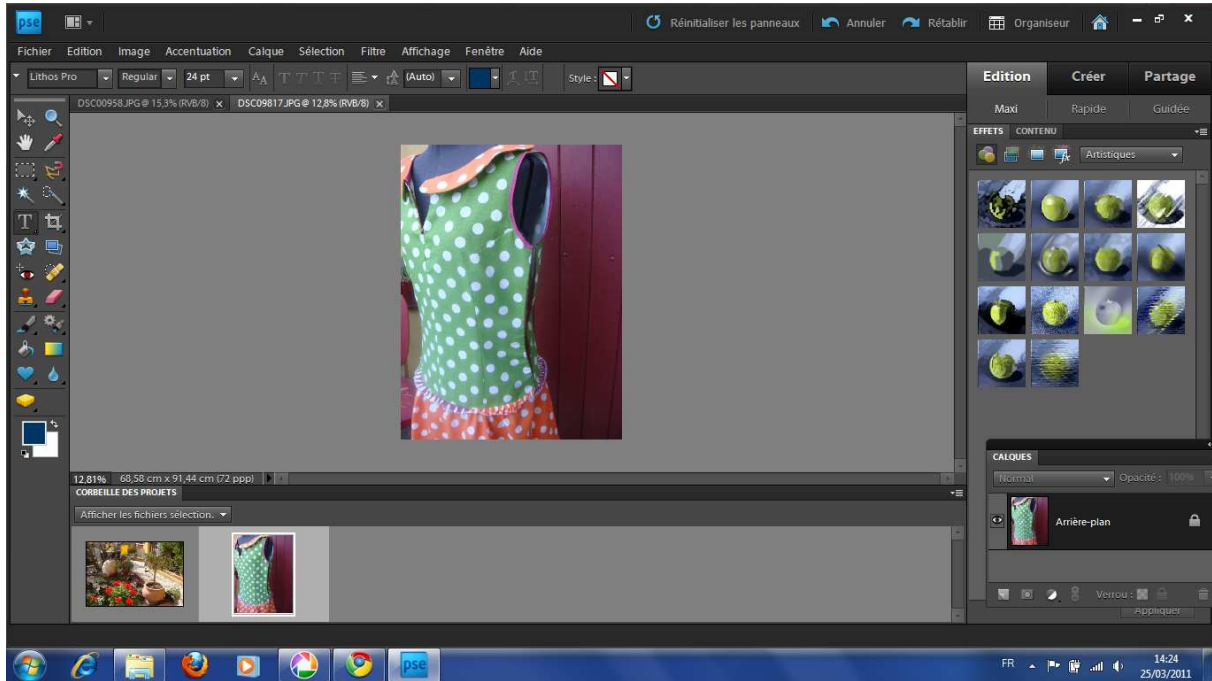 pse
Réinitialiser les panneaux Annuler Rétablir Organiseur
Fichier Edition Image Accentuation Calque Sélection Filtre Affichage Fenêtre Aide
Lithos Pro Regular 24 pt (Auto) Style :
Edition Créer Partage
DSC00958.JPG @ 15,3% (RVB/8) x DSC09817.JPG @ 12,8% (RVB/8) x
Maxi Rapide Guidée
EFFETS CONTENU
Artistiques
CALQUES
Normal Opacité : 100%
Arrière-plan
Verrou :
Appliquer
12,81% 68,58 cm x 91,44 cm (72 ppp)
CORBEILLE DES PROJETS
Afficher les fichiers sélection.
pse
FR
14:24
25/03/2011